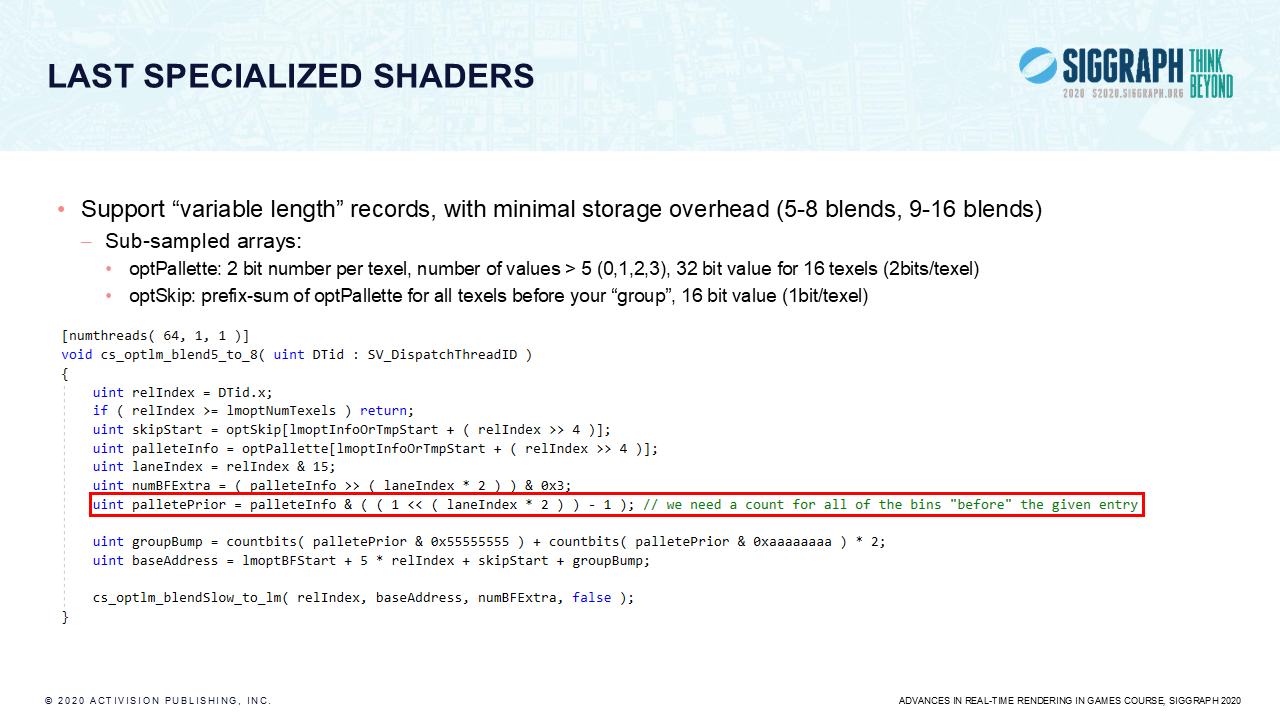 LAST SPECIALIZED SHADERS
SIGGRAPH THINK
2020 S2020.SIGGRAPH.ORG BEYOND
• Support “variable length” records, with minimal storage overhead (5-8 blends, 9-16 blends)
– Sub-sampled arrays:
• optPallette: 2 bit number per texel, number of values > 5 (0,1,2,3), 32 bit value for 16 texels (2bits/texel)
• optSkip: prefix-sum of optPallette for all texels before your “group”, 16 bit value (1bit/texel)
[numthreads( 64, 1, 1 )]
void cs_optlm_blend5_to_8( uint DTid : SV_DispatchThreadID )
{
uint relIndex = DTid.x;
if ( relIndex >= lmoptNumTexels ) return;
uint skipStart = optSkip[lmoptInfoOrTmpStart + ( relIndex >> 4 )];
uint palleteInfo = optPallette[lmoptInfoOrTmpStart + ( relIndex >> 4 )];
uint laneIndex = relIndex & 15;
uint numBFExtra = ( palleteInfo >> ( laneIndex * 2 ) ) & 0x3;
uint palletePrior = palleteInfo & ( ( 1 << ( laneIndex * 2 ) ) - 1 ); // we need a count for all of the bins "before" the given entry
uint groupBump = countbits( palletePrior & 0x55555555 ) + countbits( palletePrior & 0xaaaaaaaa ) * 2;
uint baseAddress = lmoptBFStart + 5 * relIndex + skipStart + groupBump;
cs_optlm_blendSlow_to_lm( relIndex, baseAddress, numBFExtra, false );
}
© 2020 ACTIVISION PUBLISHING, INC.
ADVANCES IN REAL-TIME RENDERING IN GAMES COURSE, SIGGRAPH 2020